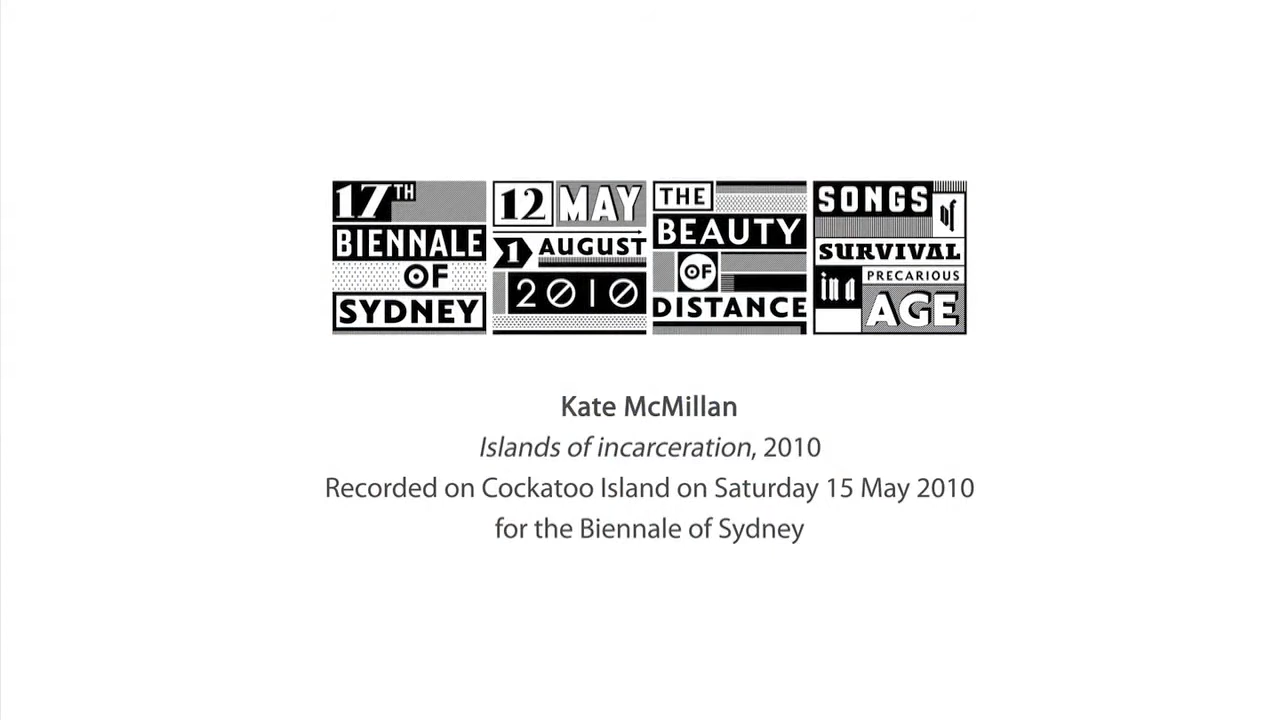 17TH
BIENNALE
OF
SYDNEY
12 MAY
1 AUGUST
2010
THE
BEAUTY
OF
DISTANCE
SONGS of
SURVIVAL
in a PRECARIOUS
AGE
Kate McMillan
Islands of incarceration, 2010
Recorded on Cockatoo Island on Saturday 15 May 2010
for the Biennale of Sydney